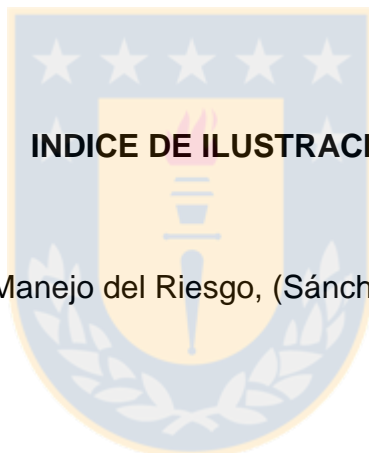 INDICE DE ILUSTRACI
Manejo del Riesgo, (Sánch